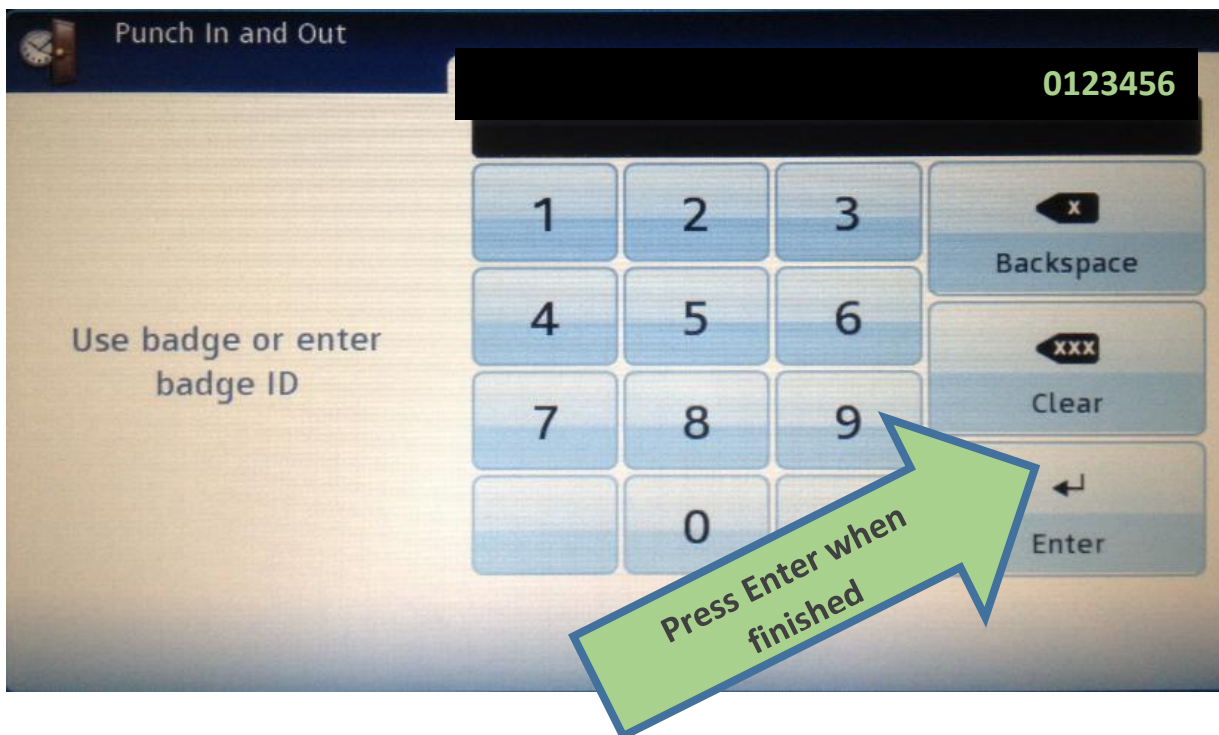 Punch In and Out
0123456
1 2 3
X
Backspace
4 5 6
Use badge or enter
badge ID
XXX
Clear
7 8 9
0
Enter
Press Enter when
finished